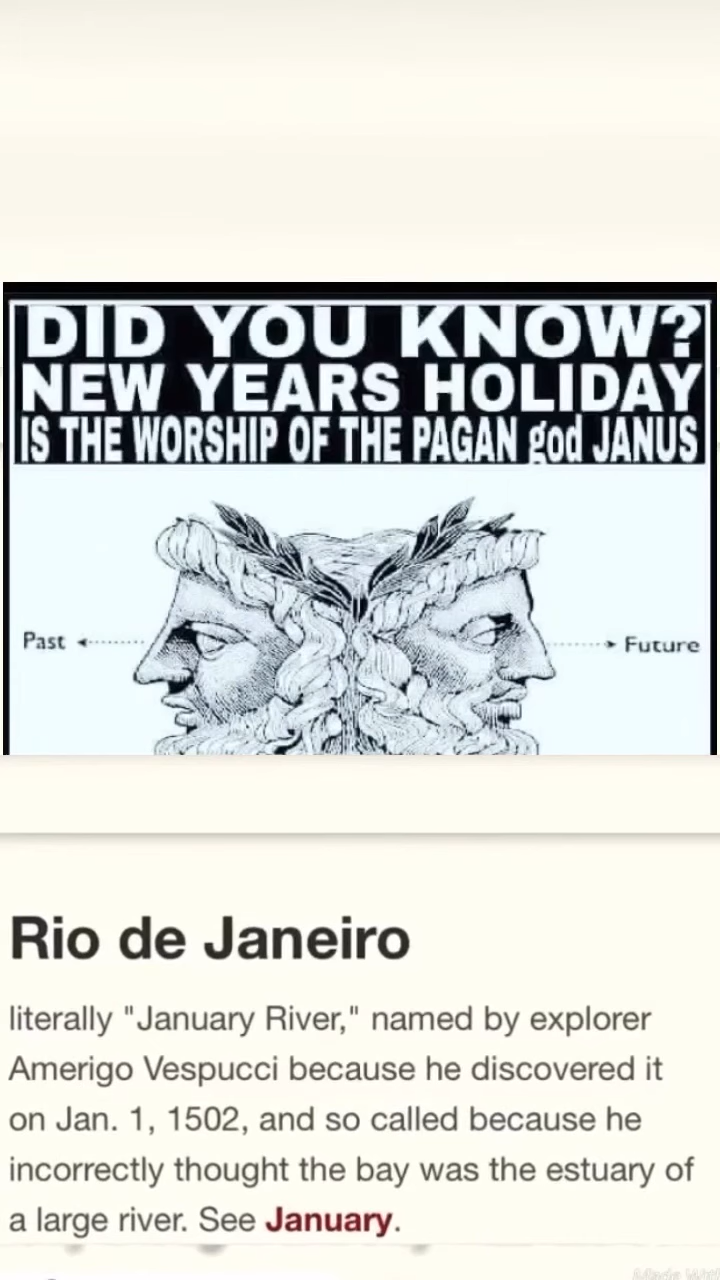 DID YOU KNOW?
NEW YEARS HOLIDAY
IS THE WORSHIP OF THE PAGAN god JANUS
Past
Future
Rio de Janeiro
literally "January River," named by explorer
Amerigo Vespucci because he discovered it
on Jan. 1, 1502, and so called because he
incorrectly thought the bay was the estuary of
a large river. See January.